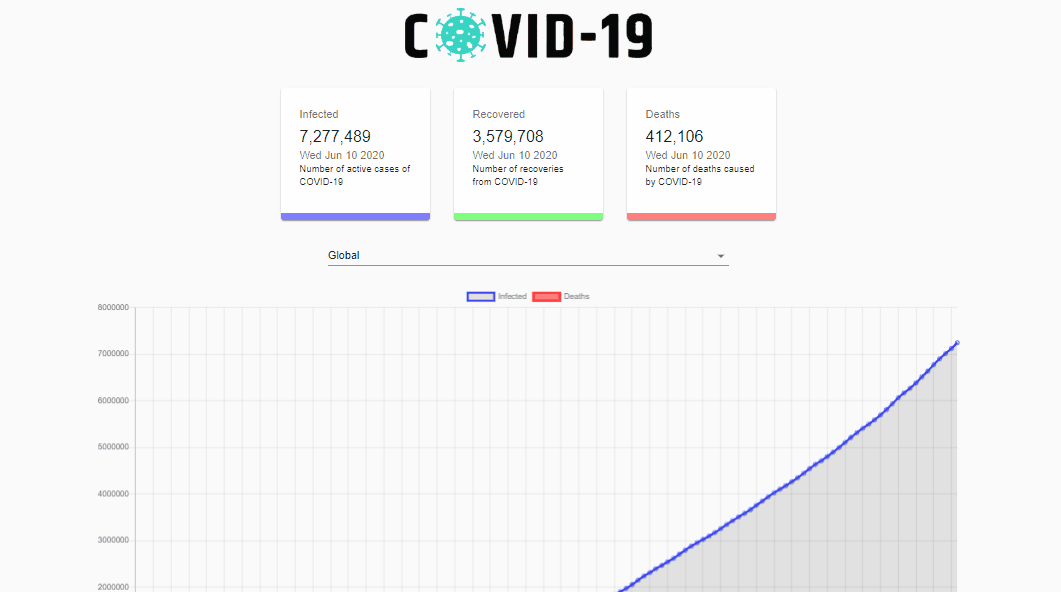 COVID-19
Infected
7,277,489
Wed Jun 10 2020
Number of active cases of
COVID-19
Recovered
3,579,708
Wed Jun 10 2020
Number of recoveries
from COVID-19
Deaths
412,106
Wed Jun 10 2020
Number of deaths caused
by COVID-19
Global
Infected Deaths
8000000
7000000
6000000
5000000
4000000
3000000
2000000